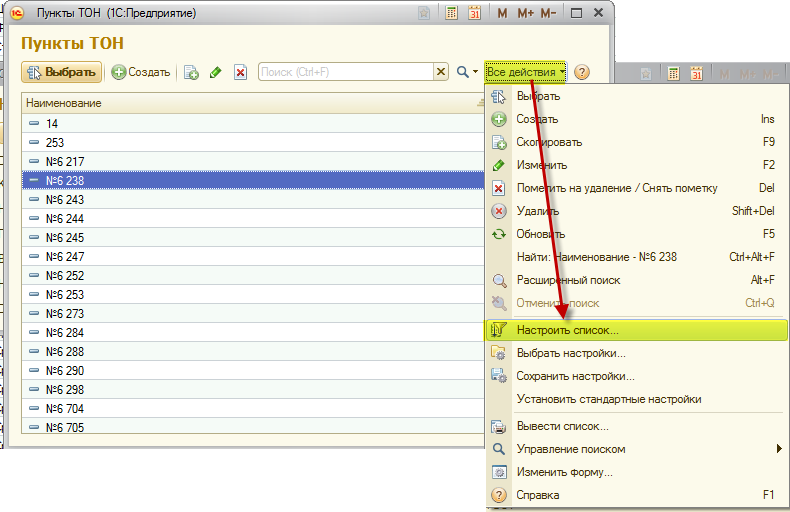 Пункты ТОН (1С:Предприятие)
M M+ M-
Пункты ТОН
Выбрать
Создать
Поиск (Ctrl+F)
Все действия
Наименование
14
253
№6 217
№6 238
№6 243
№6 244
№6 245
№6 247
№6 252
№6 253
№6 273
№6 284
№6 288
№6 290
№6 298
№6 704
№6 705
31
M M+ M-
Выбрать
Создать Ins
Скопировать F9
Изменить F2
Пометить на удаление / Снять пометку Del
Удалить Shift+Del
Обновить F5
Найти: Наименование - №6 238 Ctrl+Alt+F
Расширенный поиск Alt+F
Отменить поиск Ctrl+Q
Настроить список...
Выбрать настройки...
Сохранить настройки...
Установить стандартные настройки
Вывести список...
Управление поиском
Изменить форму...
Справка F1